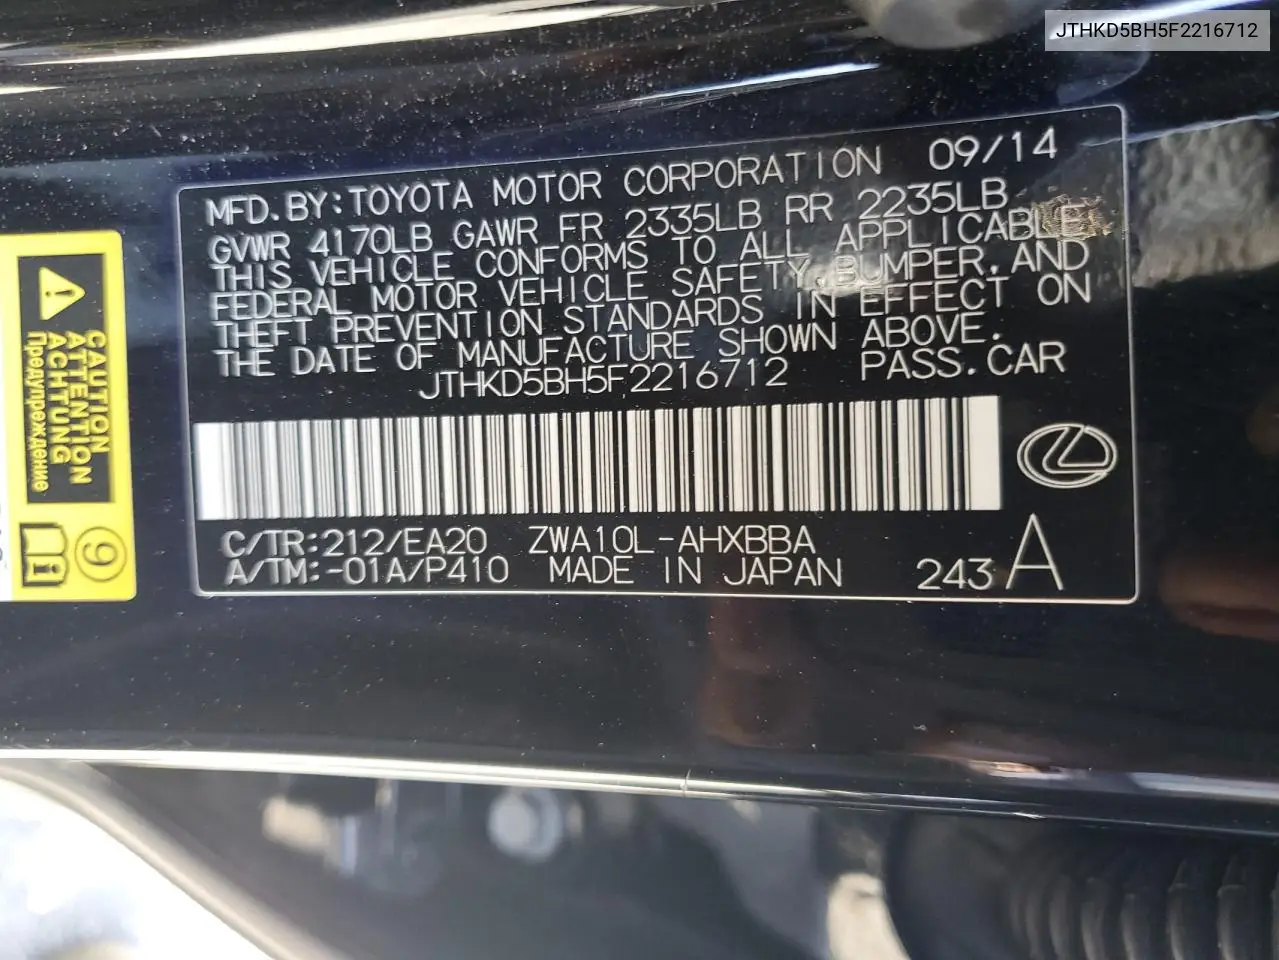 JTHKD5BH5F2216712
MFD.BY:TOYOTA MOTOR CORPORATION 09/14
GVWR 4170LB GAWR FR 2335LB RR 2235LB
THIS VEHICLE CONFORMS TO ALL APPLICABLE
FEDERAL MOTOR VEHICLE SAFETY,BUMPER,AND
THEFT PREVENTION STANDARDS IN EFFECT ON
THE DATE OF MANUFACTURE SHOWN ABOVE.
JTHKD5BH5F2216712 PASS.CAR
C/TR:212/EA20 ZWA10L-AHXBBA
A/TM:-01A/P410 MADE IN JAPAN 243 A
CAUTION
ATTENTION
ACHTUNG
Предупреждение
9